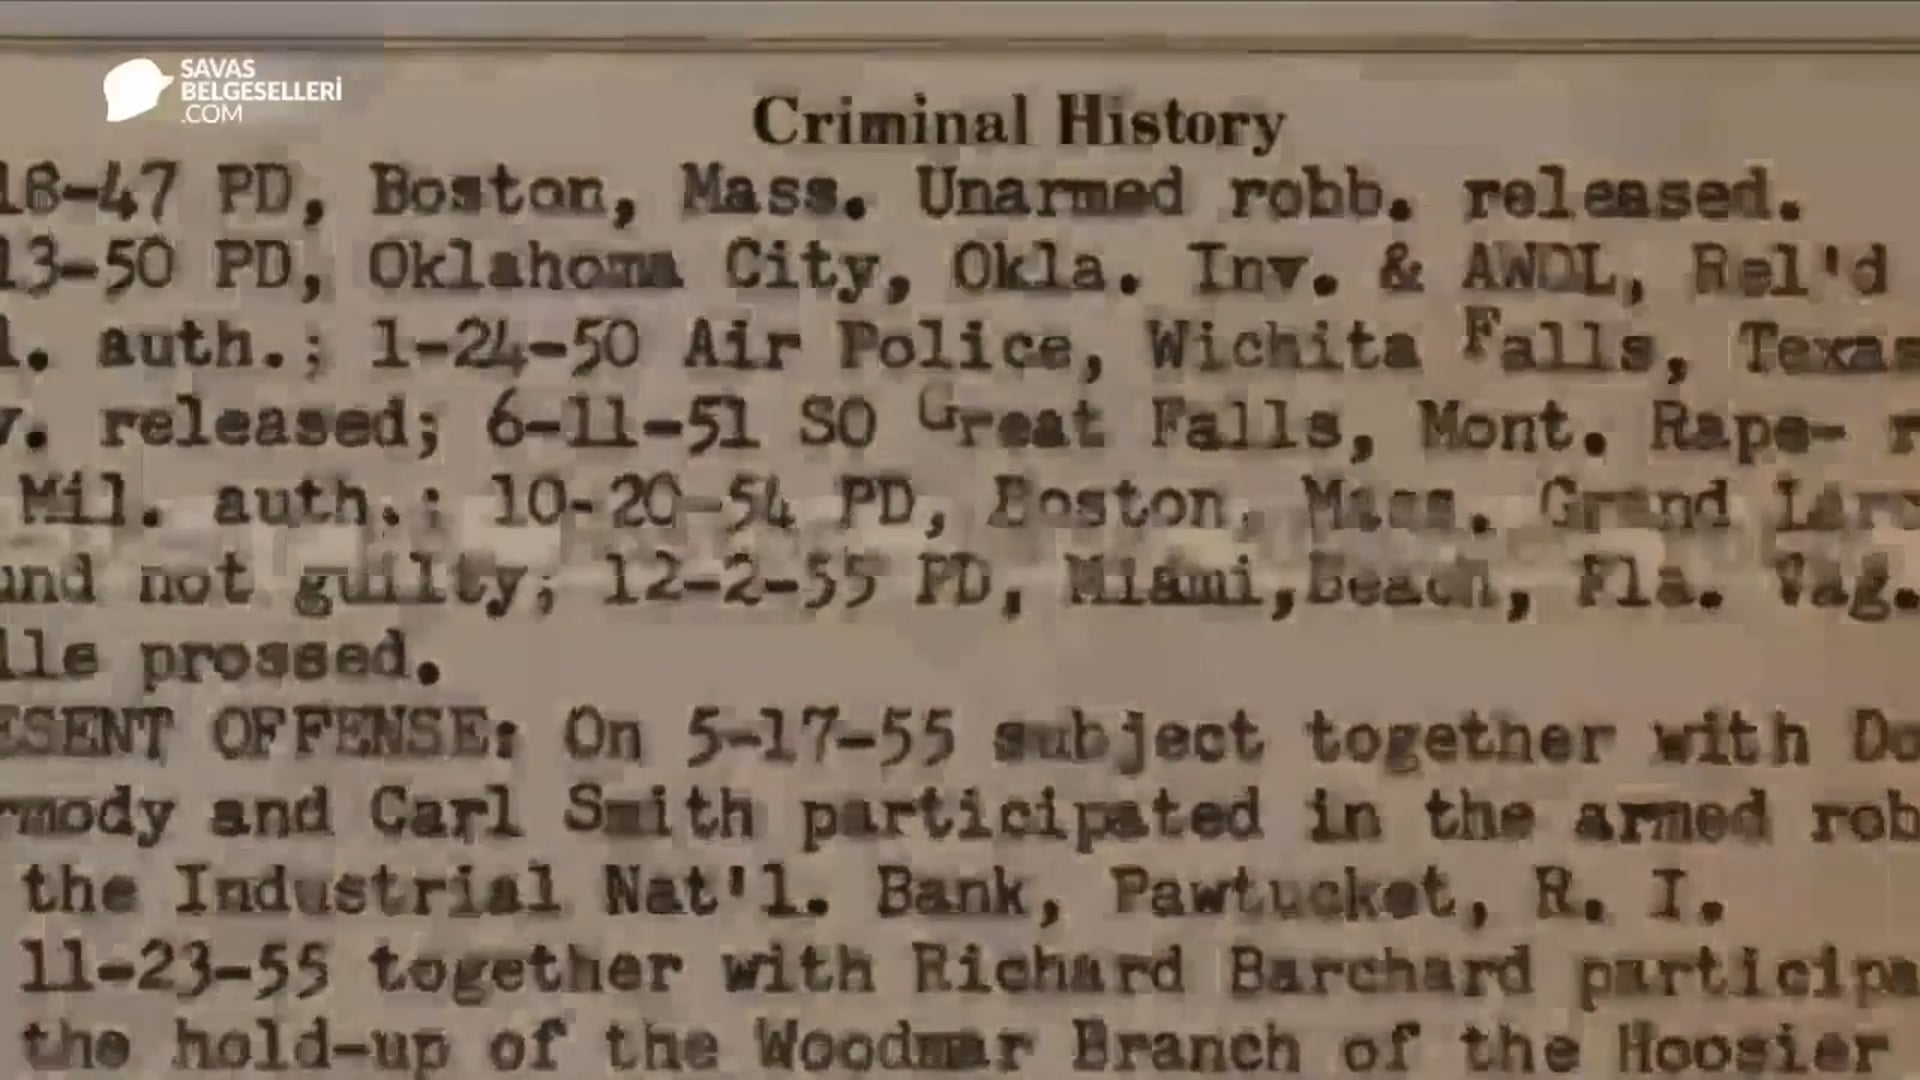 SAVAS
BELGESELLERİ
.COM
Criminal History
18-47 PD, Boston, Mass. Unarmed robb. released.
13-50 PD, Oklahoma City, Okla. Inv. & AWOL, Rel'd
l. auth.; 1-24-50 Air Police, Wichita Falls, Texas
v. released; 6-11-51 SO Great Falls, Mont. Rape- r
Mil. auth.; 10-20-54 PD, Boston, Mass. Grand Larc
und not guilty; 12-2-55 PD, Miami,Beach, Fla. Vag.
lle prossed.
ESENT OFFENSE: On 5-17-55 subject together with Do
rmody and Carl Smith participated in the armed rob
the Industrial Nat'l. Bank, Pawtucket, R. I.
11-23-55 together with Richard Barchard participa
the hold-up of the Woodmar Branch of the Hoosier